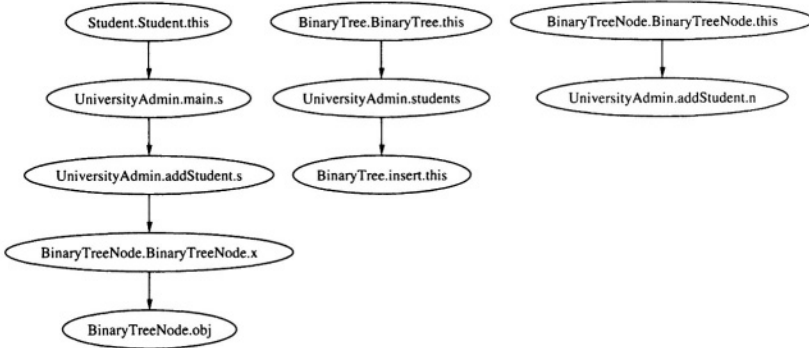 Student.Student.this
BinaryTree.BinaryTree.this
BinaryTreeNode.BinaryTreeNode.this
UniversityAdmin.main.s
UniversityAdmin.students
UniversityAdmin.addStudent.n
UniversityAdmin.addStudent.s
BinaryTree.insert.this
BinaryTreeNode.BinaryTreeNode.x
BinaryTreeNode.obj